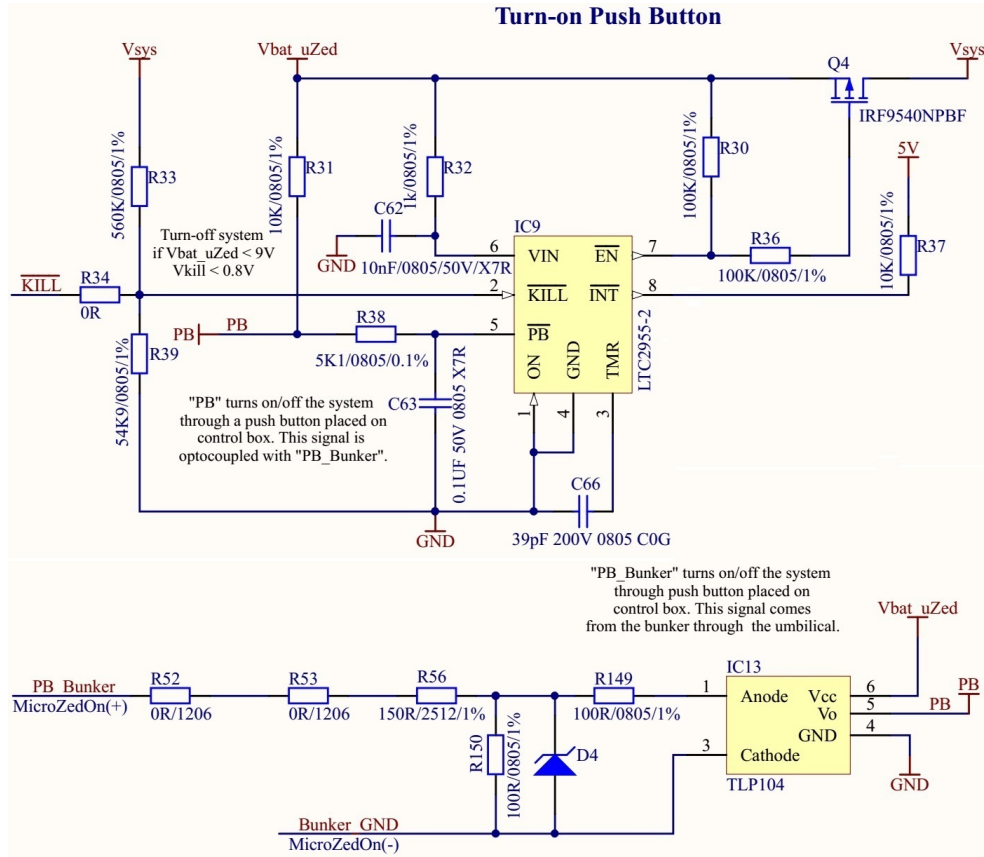 Turn-on Push Button
Vsys
Vbat_uZed
Q4
Vsys
IRF9540NPBF
5V
R33
560K/0805/1%
R31
10K/0805/1%
R32
1k/0805/1%
R30
100K/0805/1%
R37
10K/0805/1%
C62
10nF/0805/50V/X7R
GND
IC9
R36
100K/0805/1%
Turn-off system
if Vbat_uZed < 9V
Vkill < 0.8V
6 VIN
EN 7
KILL
R34
0R
2 KILL
INT 8
PB PB
R38
5K1/0805/0.1%
5 PB
ON
GND
TMR
1
4
3
LTC2955-2
R39
54K9/0805/1%
C63
0.1UF 50V 0805 X7R
"PB" turns on/off the system
through a push button placed on
control box. This signal is
optocoupled with "PB_Bunker".
C66
39pF 200V 0805 C0G
GND
"PB_Bunker" turns on/off the system
through push button placed on
control box. This signal comes
from the bunker through the umbilical.
Vbat_uZed
PB_Bunker
MicroZedOn(+)
R52
0R/1206
R53
0R/1206
R56
150R/2512/1%
R149
100R/0805/1%
R150
100R/0805/1%
D4
IC13
1 Anode
Vcc 6
Vo 5
PB
PB
GND 4
3 Cathode
TLP104
GND
Bunker_GND
MicroZedOn(-)